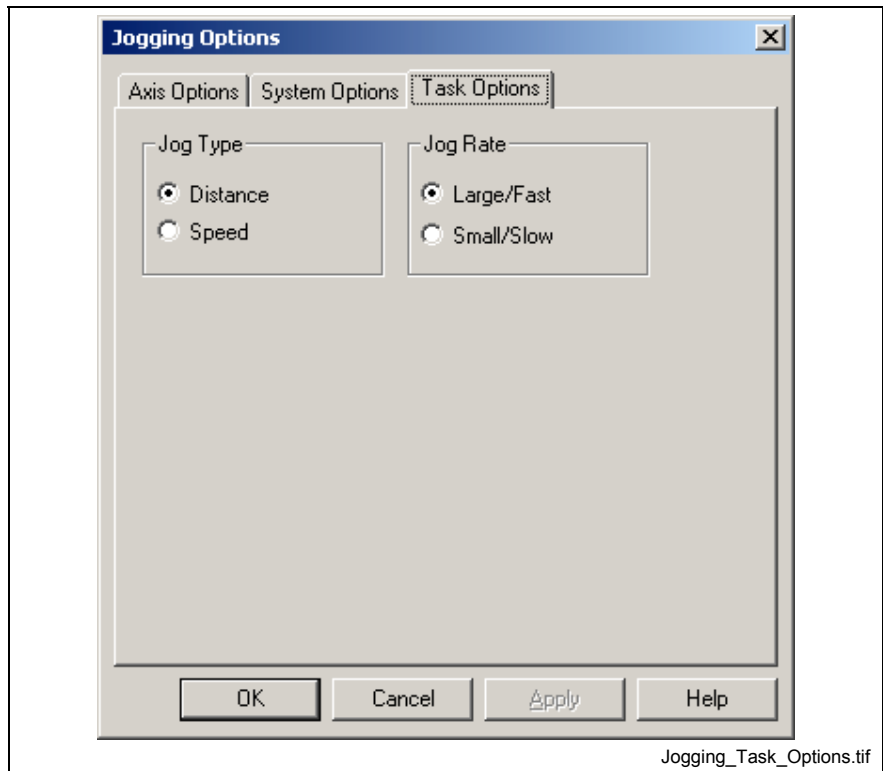 Jogging Options
Axis Options System Options Task Options
Jog Type Jog Rate
Distance Large/Fast
Speed Small/Slow
OK Cancel Apply Help
Jogging_Task_Options.tif